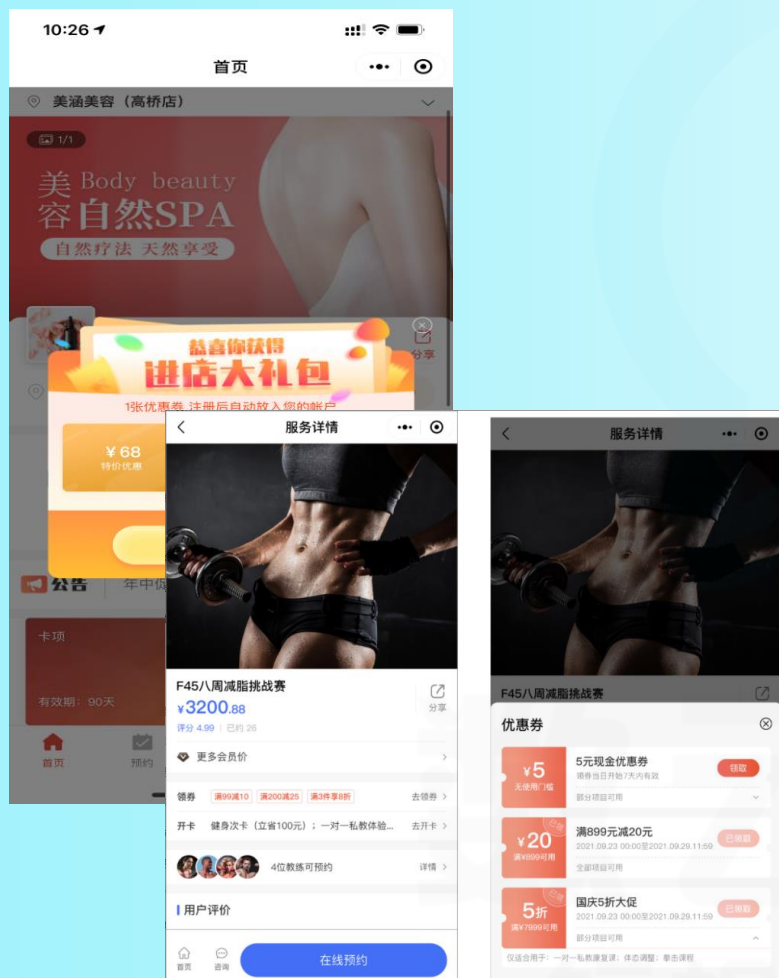 10:26
首页
美涵美容（高桥店）
1/1
美 Body beauty
容自然SPA
自然疗法 天然享受
恭喜你获得
进店大礼包
分享
1张优惠券 注册后自动放入您的帐户
¥68
特价优惠
公告
年中促
卡项
有效期：90天
首页
预约
服务详情
F45八周减脂挑战赛
¥3200.88
分享
评分 4.99 | 已约 26
更多会员价
领券 满99减10 满200减25 满3件享8折 去领券
开卡 健身次卡（立省100元）；一对一私教体验... 去开卡
4位教练可预约 详情
用户评价
首页
咨询
在线预约
服务详情
F45八周减脂挑战赛
优惠券
¥5
无使用门槛
5元现金优惠券
领券当日开始7天内有效
部分项目可用
领取
¥20
满¥899可用
已领
满899元减20元
2021.09.23 00:00至2021.09.29.11:59
全部项目可用
已领取
5折
满¥7999可用
已领
国庆5折大促
2021.09.23 00:00至2021.09.29.11:59
部分项目可用
已领取
仅适合用于：一对一私教康复课；体态调整；拳击课程